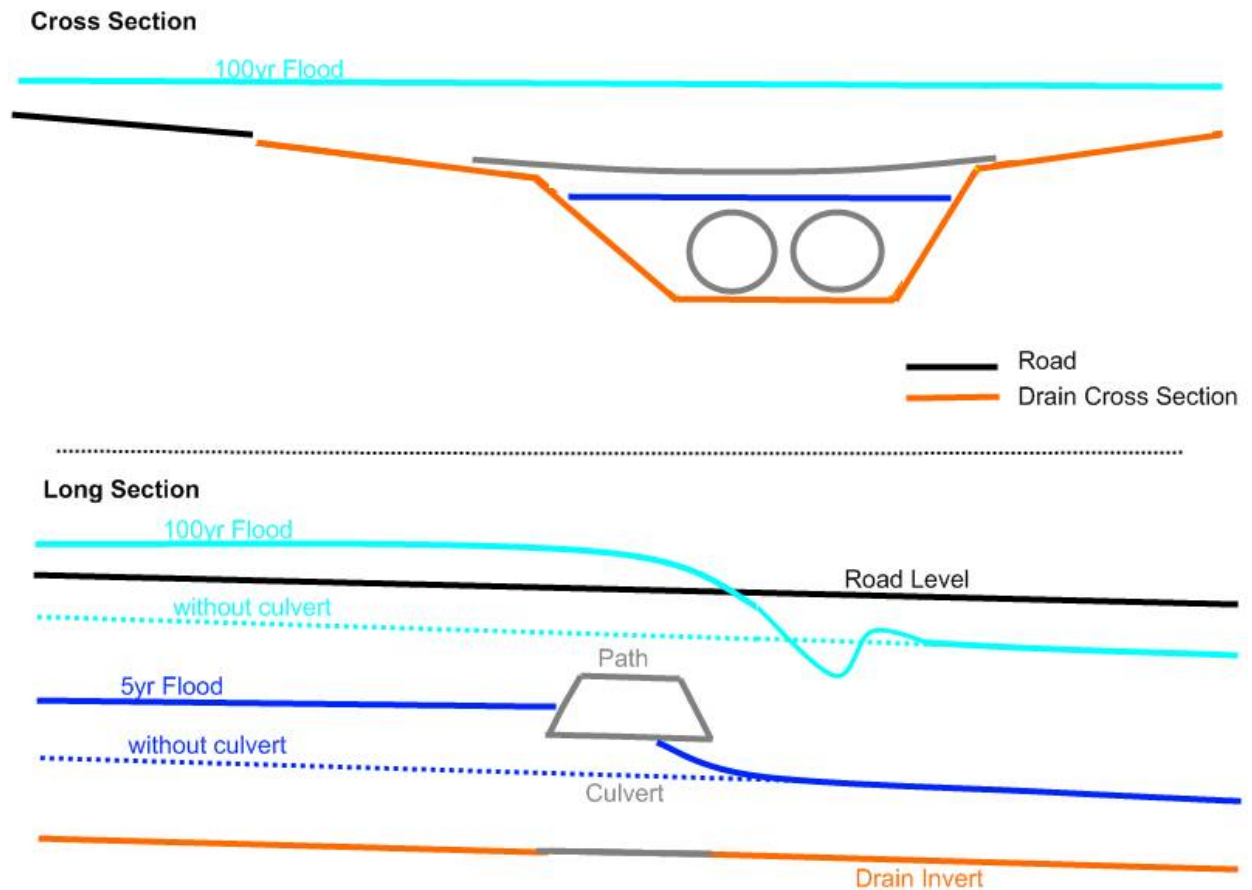 Cross Section
100yr Flood
Road
Drain Cross Section
Long Section
100yr Flood
Road Level
without culvert
Path
5yr Flood
without culvert
Culvert
Drain Invert